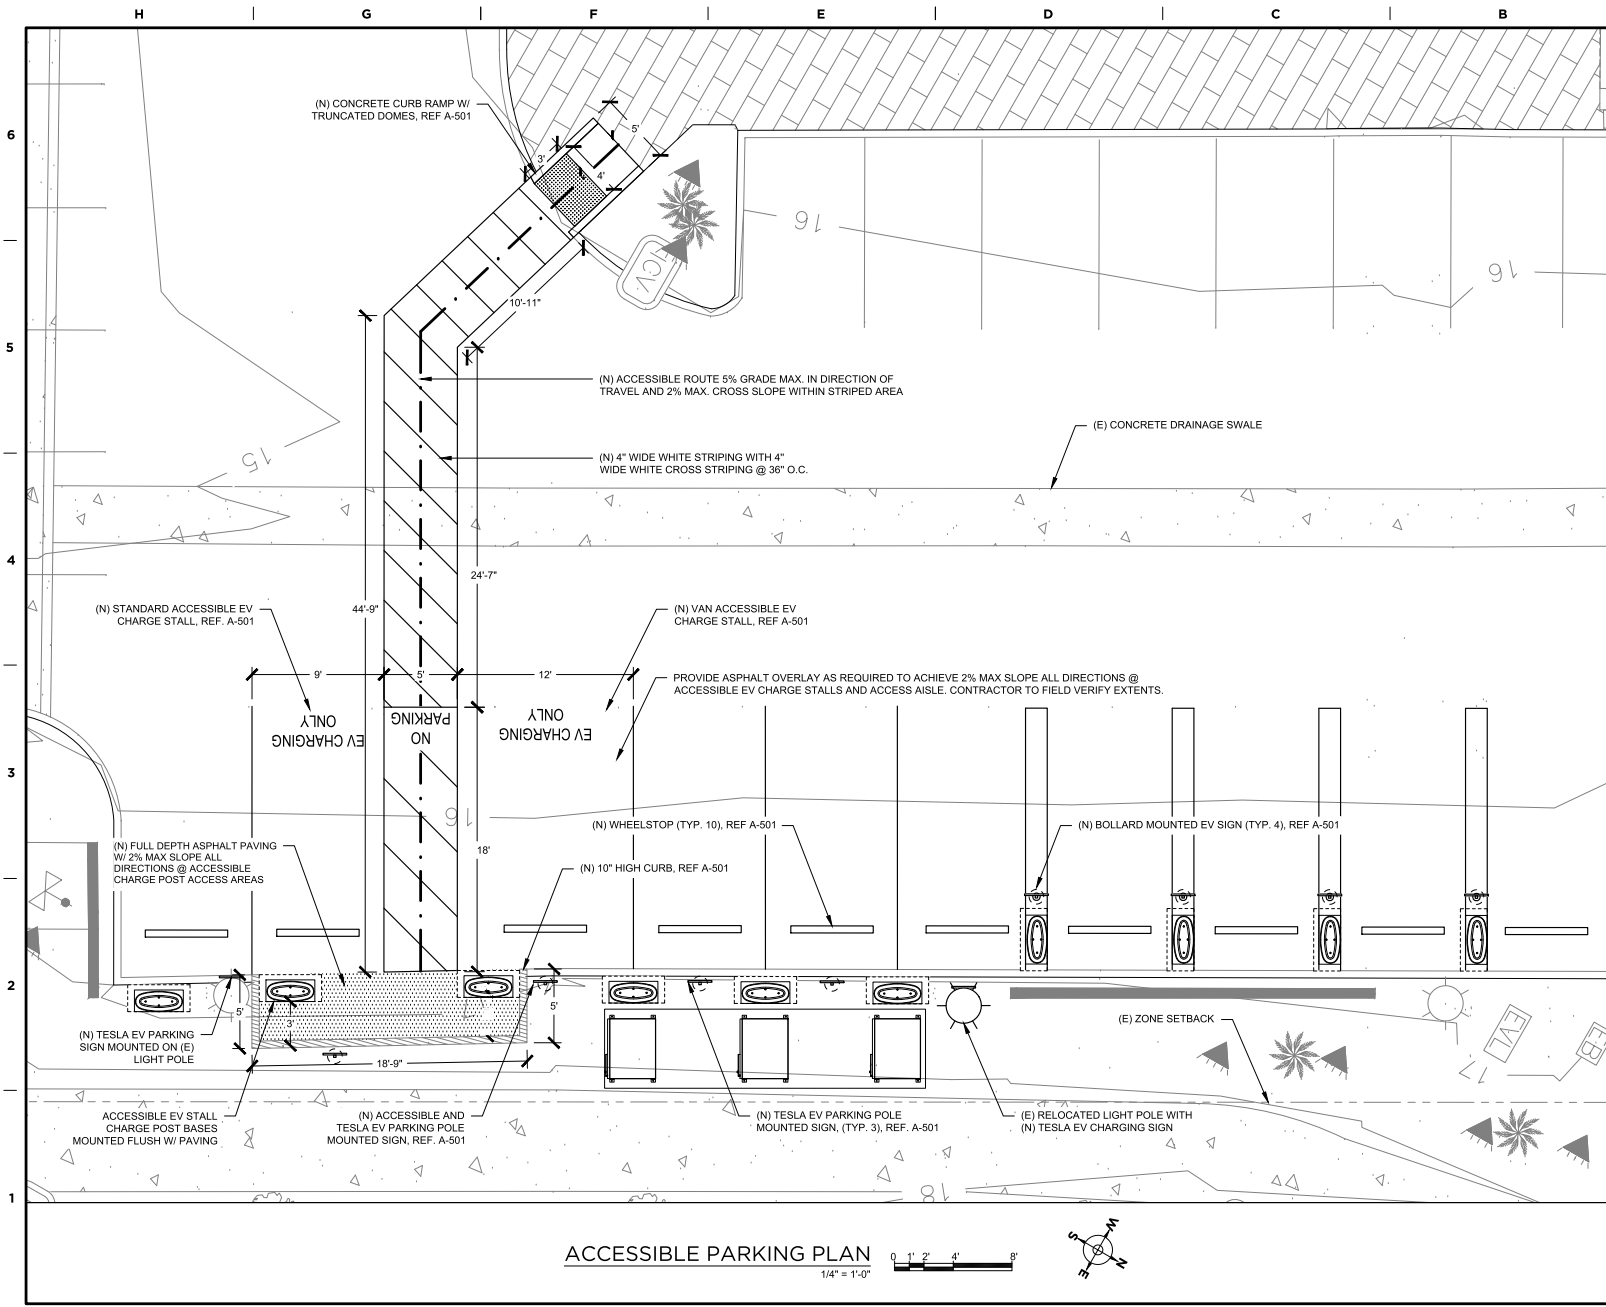 H G F E D C B
6
5
4
3
2
1
(N) CONCRETE CURB RAMP W/
TRUNCATED DOMES, REF A-501
5'
3'
4'
16
ICV
16
10'-11"
(N) ACCESSIBLE ROUTE 5% GRADE MAX. IN DIRECTION OF
TRAVEL AND 2% MAX. CROSS SLOPE WITHIN STRIPED AREA
(E) CONCRETE DRAINAGE SWALE
15
(N) 4" WIDE WHITE STRIPING WITH 4"
WIDE WHITE CROSS STRIPING @ 36" O.C.
24'-7"
44'-9"
(N) STANDARD ACCESSIBLE EV
CHARGE STALL, REF. A-501
(N) VAN ACCESSIBLE EV
CHARGE STALL, REF A-501
9'
5'
12'
PROVIDE ASPHALT OVERLAY AS REQUIRED TO ACHIEVE 2% MAX SLOPE ALL DIRECTIONS @
ACCESSIBLE EV CHARGE STALLS AND ACCESS AISLE. CONTRACTOR TO FIELD VERIFY EXTENTS.
EV CHARGING
ONLY
NO
PARKING
EV CHARGING
ONLY
16
(N) WHEELSTOP (TYP. 10), REF A-501
(N) BOLLARD MOUNTED EV SIGN (TYP. 4), REF A-501
(N) FULL DEPTH ASPHALT PAVING
W/ 2% MAX SLOPE ALL
DIRECTIONS @ ACCESSIBLE
CHARGE POST ACCESS AREAS
18'
(N) 10" HIGH CURB, REF A-501
5'
3'
5'
(N) TESLA EV PARKING
SIGN MOUNTED ON (E)
LIGHT POLE
18'-9"
(E) ZONE SETBACK
EVL
EB
17
ACCESSIBLE EV STALL
CHARGE POST BASES
MOUNTED FLUSH W/ PAVING
(N) ACCESSIBLE AND
TESLA EV PARKING POLE
MOUNTED SIGN, REF. A-501
(N) TESLA EV PARKING POLE
MOUNTED SIGN, (TYP. 3), REF. A-501
(E) RELOCATED LIGHT POLE WITH
(N) TESLA EV CHARGING SIGN
18
ACCESSIBLE PARKING PLAN
1/4" = 1'-0"
0 1' 2' 4' 8'
W
S
N
E